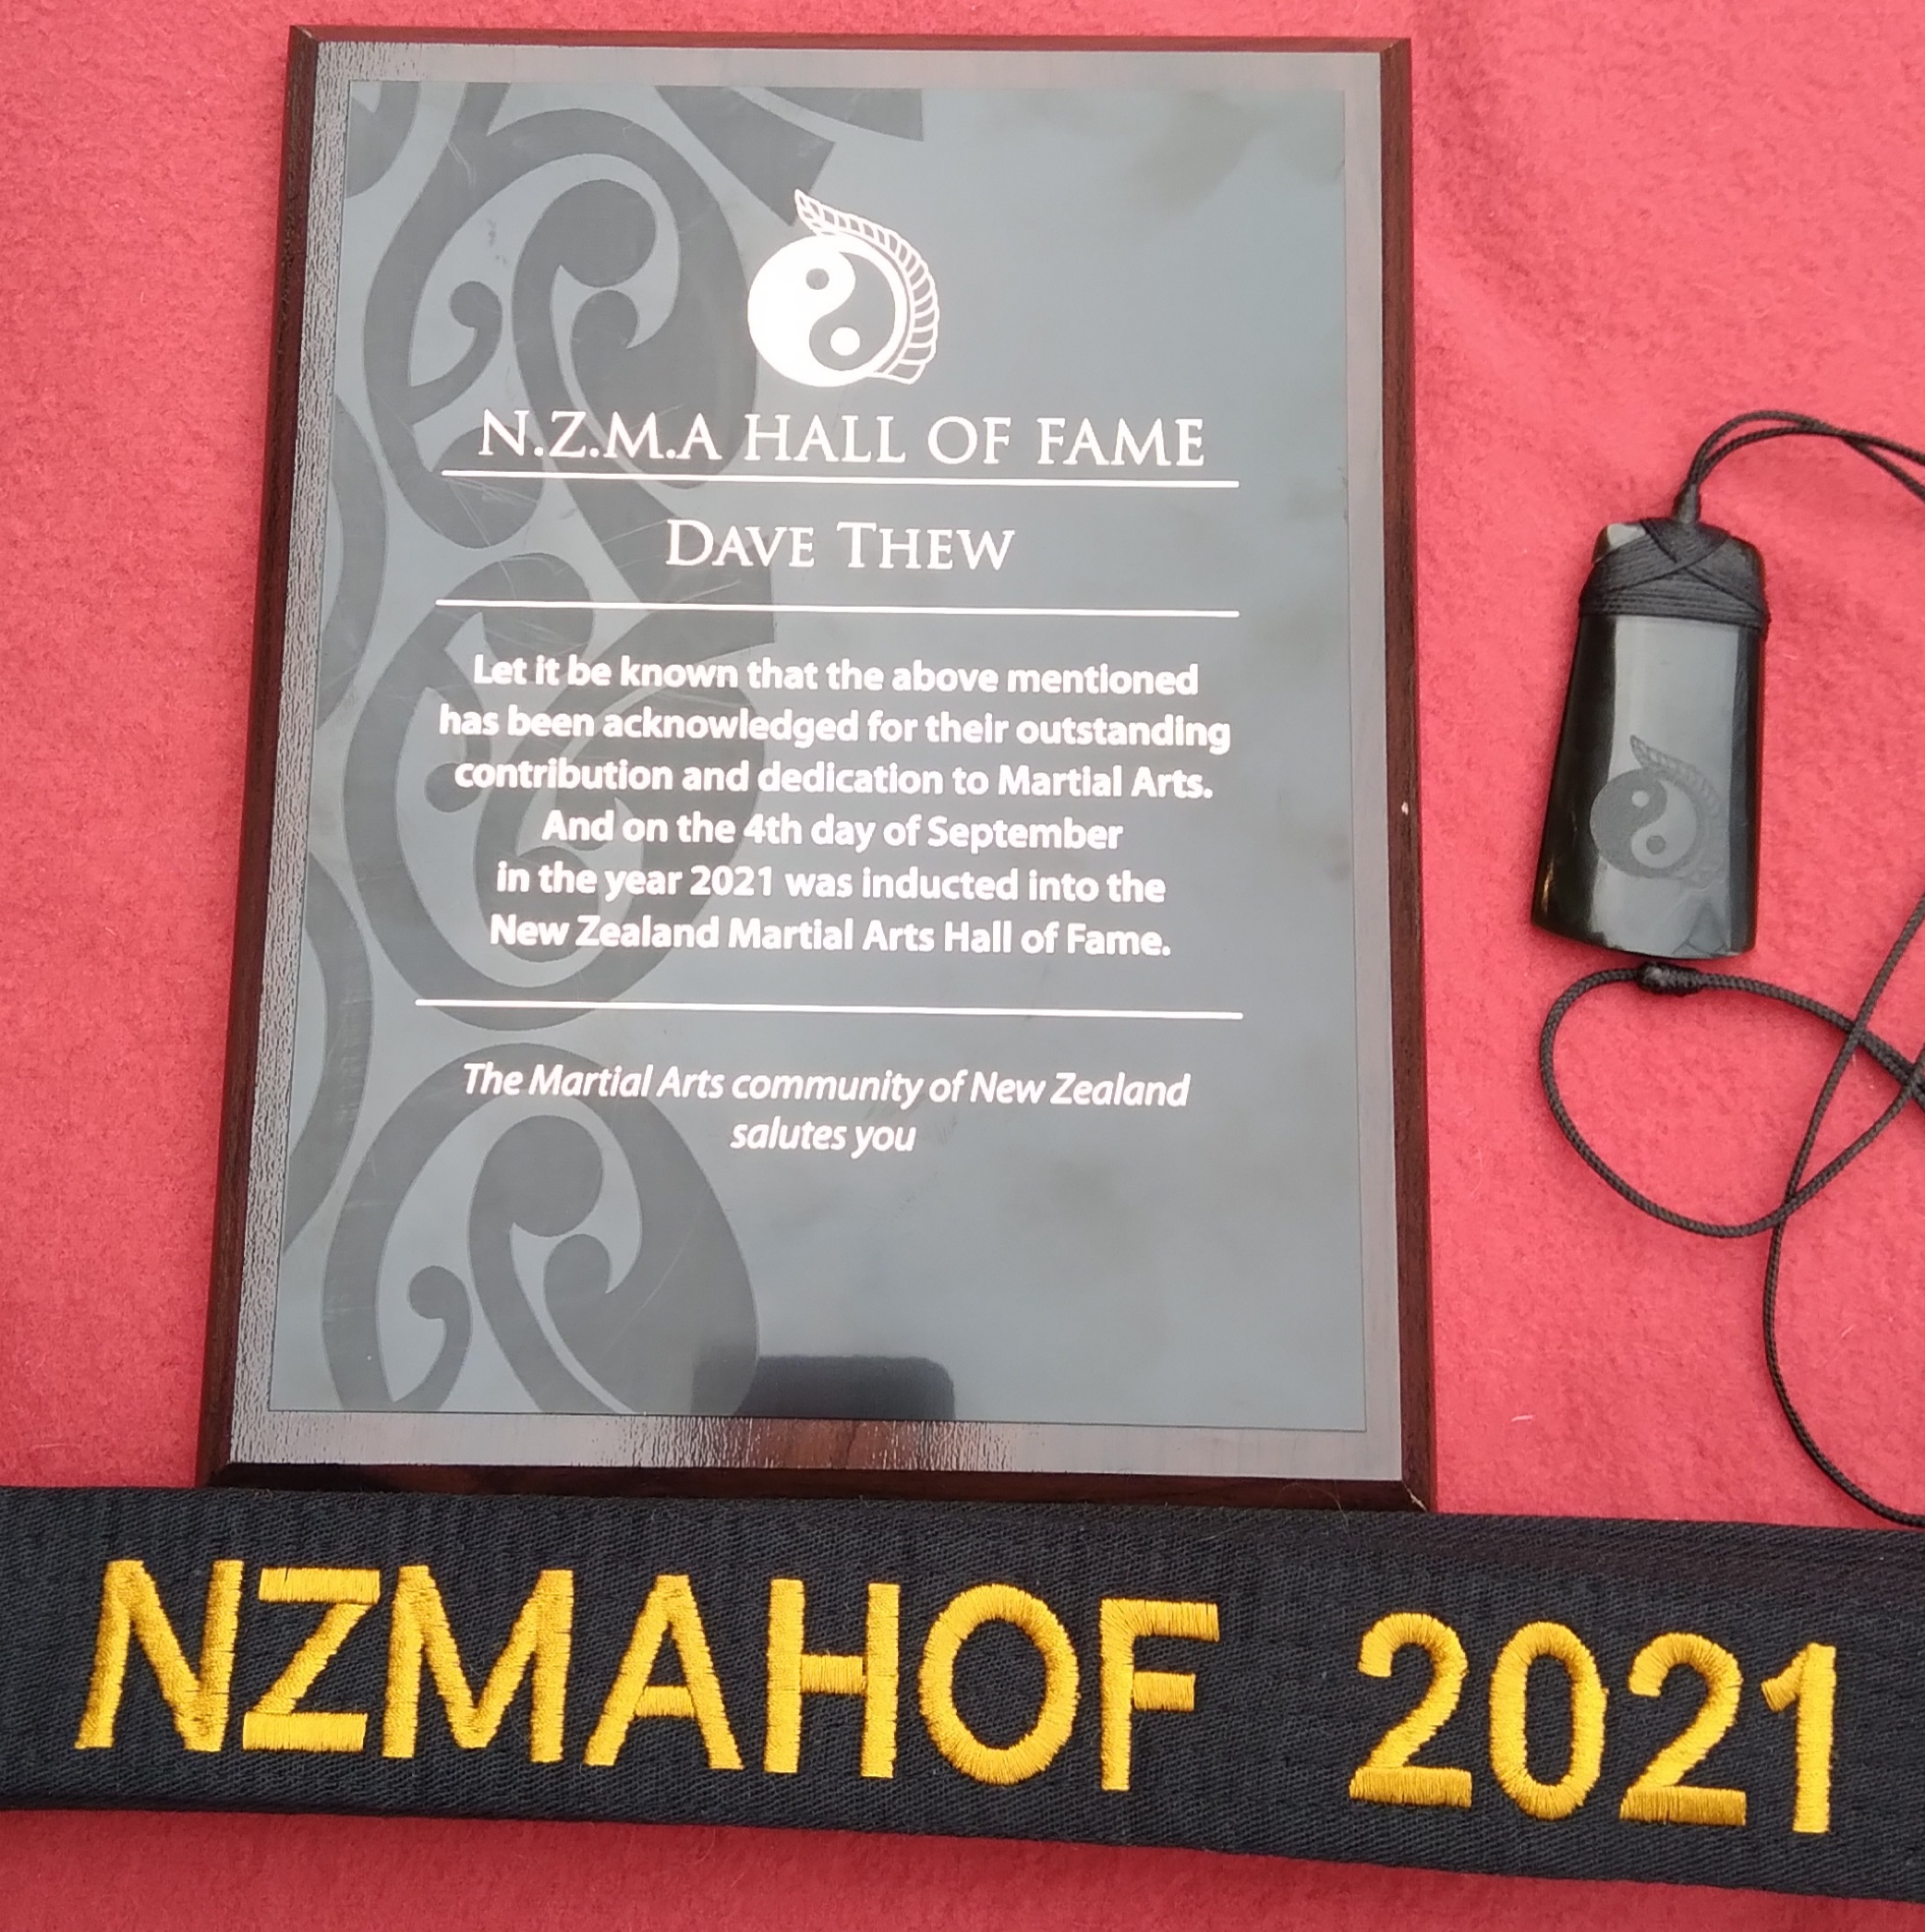 N.Z.M.A HALL OF FAME
DAVE THEW
Let it be known that the above mentioned
has been acknowledged for their outstanding
contribution and dedication to Martial Arts.
And on the 4th day of September
in the year 2021 was inducted into the
New Zealand Martial Arts Hall of Fame.
The Martial Arts community of New Zealand
salutes you
NZMAHOF 2021